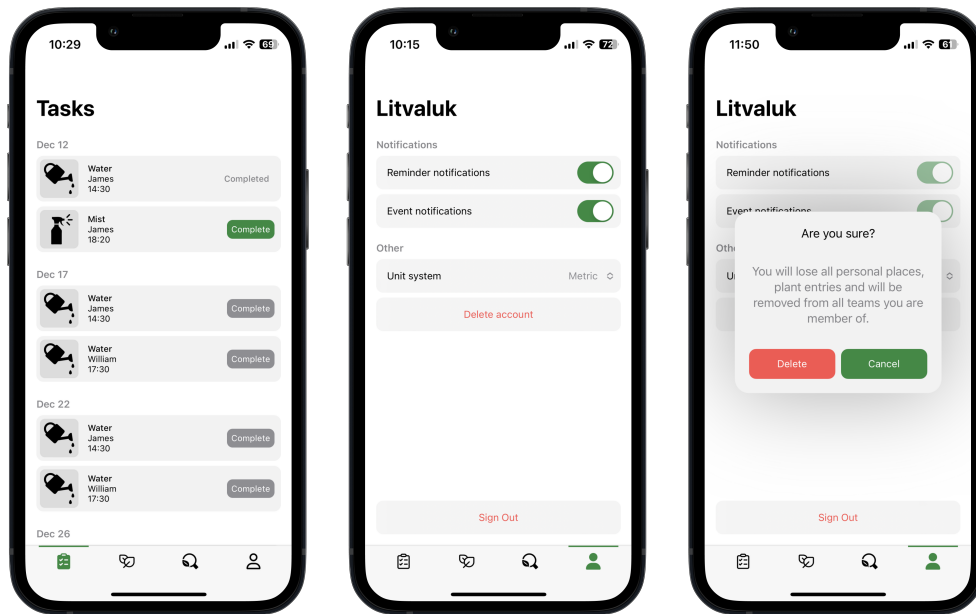 10:29
69
Tasks
Dec 12
Water
James
14:30
Completed
Mist
James
18:20
Complete
Dec 17
Water
James
14:30
Complete
Water
William
17:30
Complete
Dec 22
Water
James
14:30
Complete
Water
William
17:30
Complete
Dec 26
10:15
72
Litvaluk
Notifications
Reminder notifications
Event notifications
Other
Unit system
Metric
Delete account
Sign Out
11:50
61
Litvaluk
Notifications
Reminder notifications
Event notifications
Othe
U
Are you sure?
You will lose all personal places,
plant entries and will be
removed from all teams you are
member of.
Delete
Cancel
Sign Out